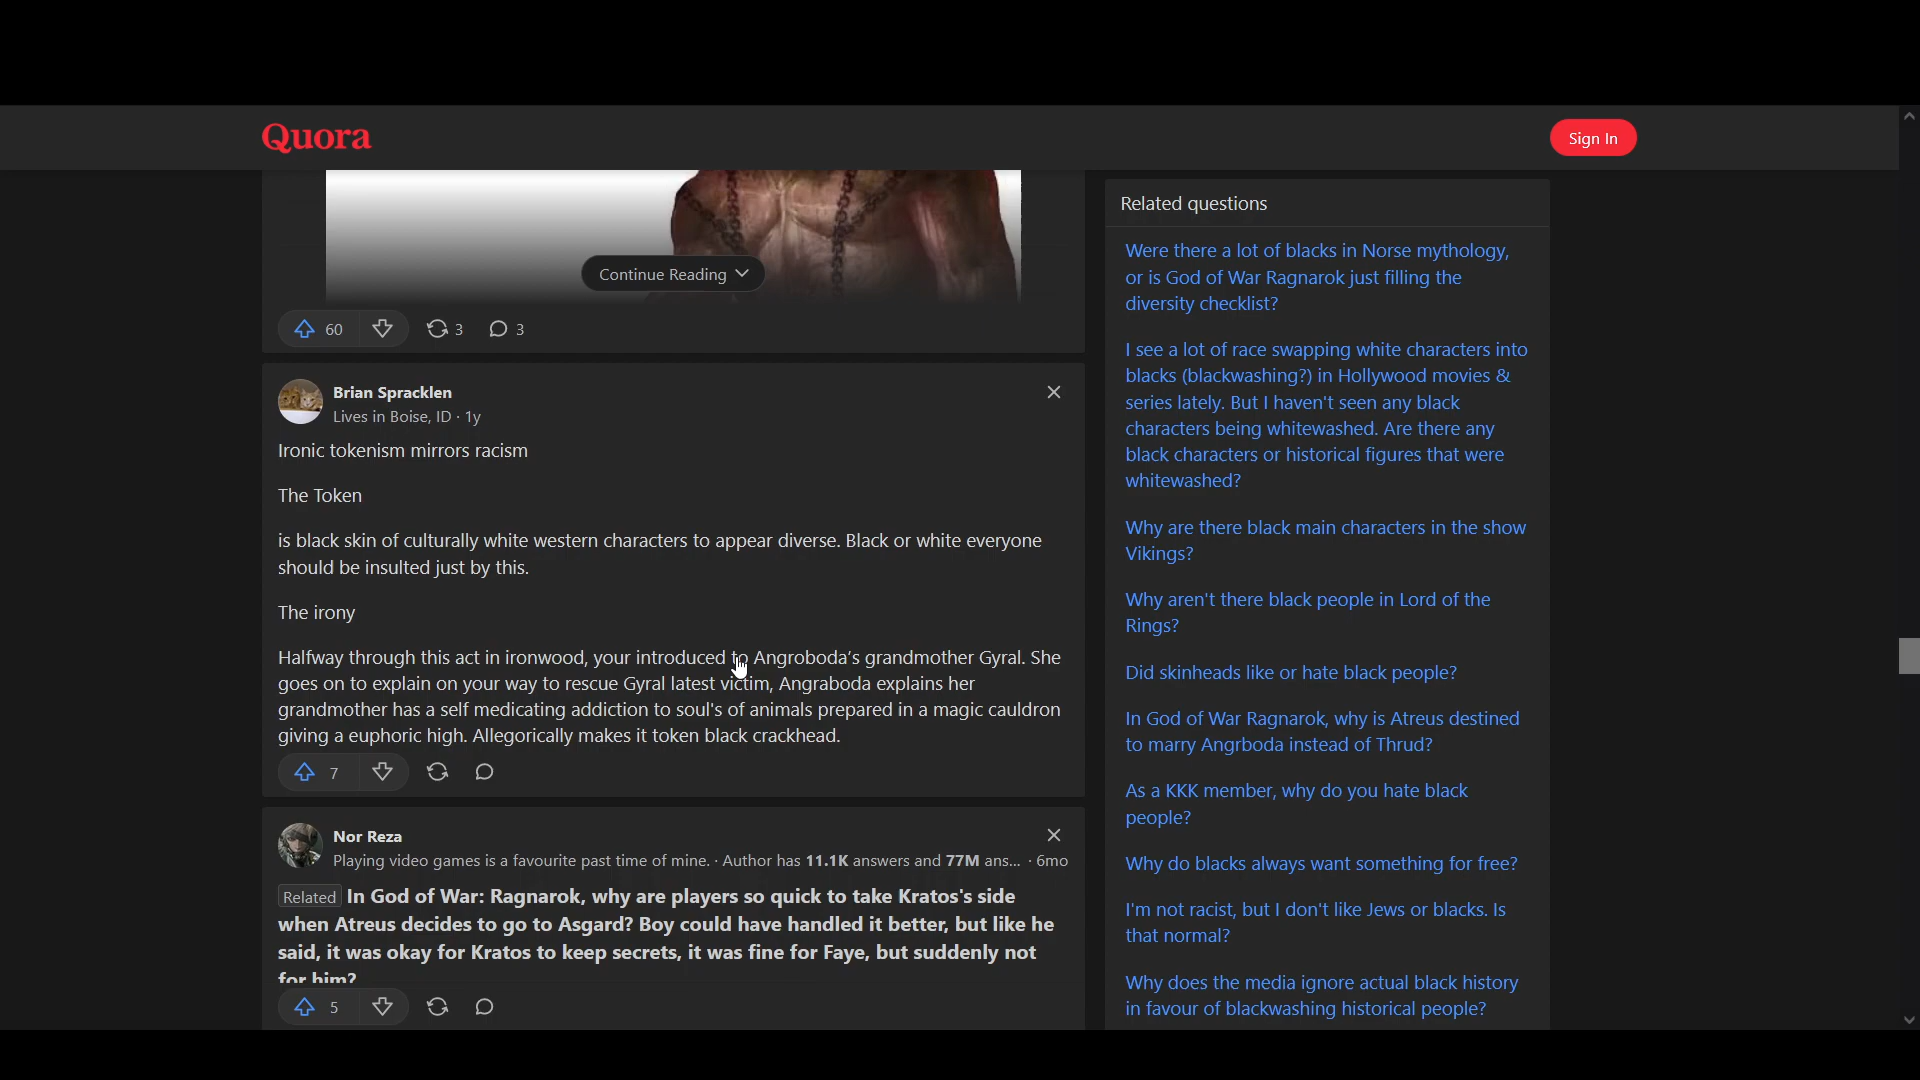 Quora
Sign In
Continue Reading
60
3
3
Brian Spracklen
Lives in Boise, ID · 1y
Ironic tokenism mirrors racism
The Token
is black skin of culturally white western characters to appear diverse. Black or white everyone
should be insulted just by this.
The irony
Halfway through this act in ironwood, your introduced to Angroboda's grandmother Gyral. She
goes on to explain on your way to rescue Gyral latest victim, Angraboda explains her
grandmother has a self medicating addiction to soul's of animals prepared in a magic cauldron
giving a euphoric high. Allegorically makes it token black crackhead.
7
Nor Reza
Playing video games is a favourite past time of mine. · Author has 11.1K answers and 77M ans... · 6mo
Related In God of War: Ragnarok, why are players so quick to take Kratos's side
when Atreus decides to go to Asgard? Boy could have handled it better, but like he
said, it was okay for Kratos to keep secrets, it was fine for Faye, but suddenly not
for him?
5
Related questions
Were there a lot of blacks in Norse mythology,
or is God of War Ragnarok just filling the
diversity checklist?
I see a lot of race swapping white characters into
blacks (blackwashing?) in Hollywood movies &
series lately. But I haven't seen any black
characters being whitewashed. Are there any
black characters or historical figures that were
whitewashed?
Why are there black main characters in the show
Vikings?
Why aren't there black people in Lord of the
Rings?
Did skinheads like or hate black people?
In God of War Ragnarok, why is Atreus destined
to marry Angrboda instead of Thrud?
As a KKK member, why do you hate black
people?
Why do blacks always want something for free?
I'm not racist, but I don't like Jews or blacks. Is
that normal?
Why does the media ignore actual black history
in favour of blackwashing historical people?